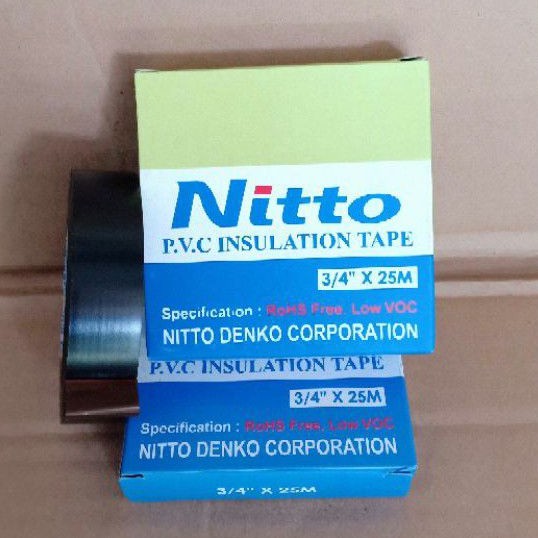 Nitto
P.V.C INSULATION TAPE
3/4" X 25M
Specification : RoHS Free, Low VOC
NITTO DENKO CORPORATION
P.V.C INSULATION TAPE
3/4" X 25M
Specification : RoHS Free, Low VOC
NITTO DENKO CORPORATION
3/4" X 25M